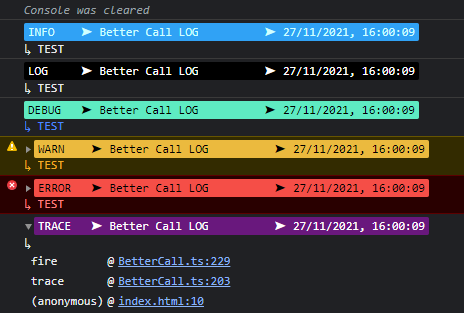 Console was cleared
INFO ➤ Better Call LOG ➤ 27/11/2021, 16:00:09
↳ TEST
LOG ➤ Better Call LOG ➤ 27/11/2021, 16:00:09
↳ TEST
DEBUG ➤ Better Call LOG ➤ 27/11/2021, 16:00:09
↳ TEST
WARN ➤ Better Call LOG ➤ 27/11/2021, 16:00:09
↳ TEST
ERROR ➤ Better Call LOG ➤ 27/11/2021, 16:00:09
↳ TEST
TRACE ➤ Better Call LOG ➤ 27/11/2021, 16:00:09
↳
fire @ BetterCall.ts:229
trace @ BetterCall.ts:203
(anonymous) @ index.html:10